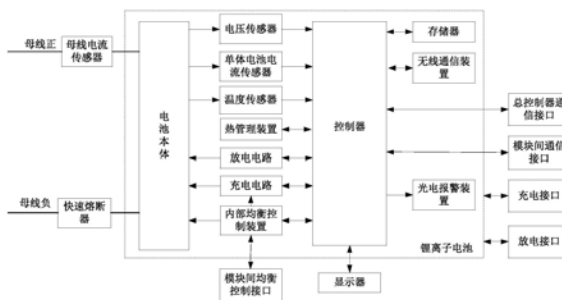 母线正
母线电流
传感器
母线负
快速熔断
器
电池本体
电压传感器
单体电池电
流传感器
温度传感器
热管理装置
放电电路
充电电路
内部均衡控
制装置
模块间均衡
控制接口
控制器
显示器
存储器
无线通信装
置
光电报警装
置
锂离子电池
总控制器通
信接口
模块间通信
接口
充电接口
放电接口